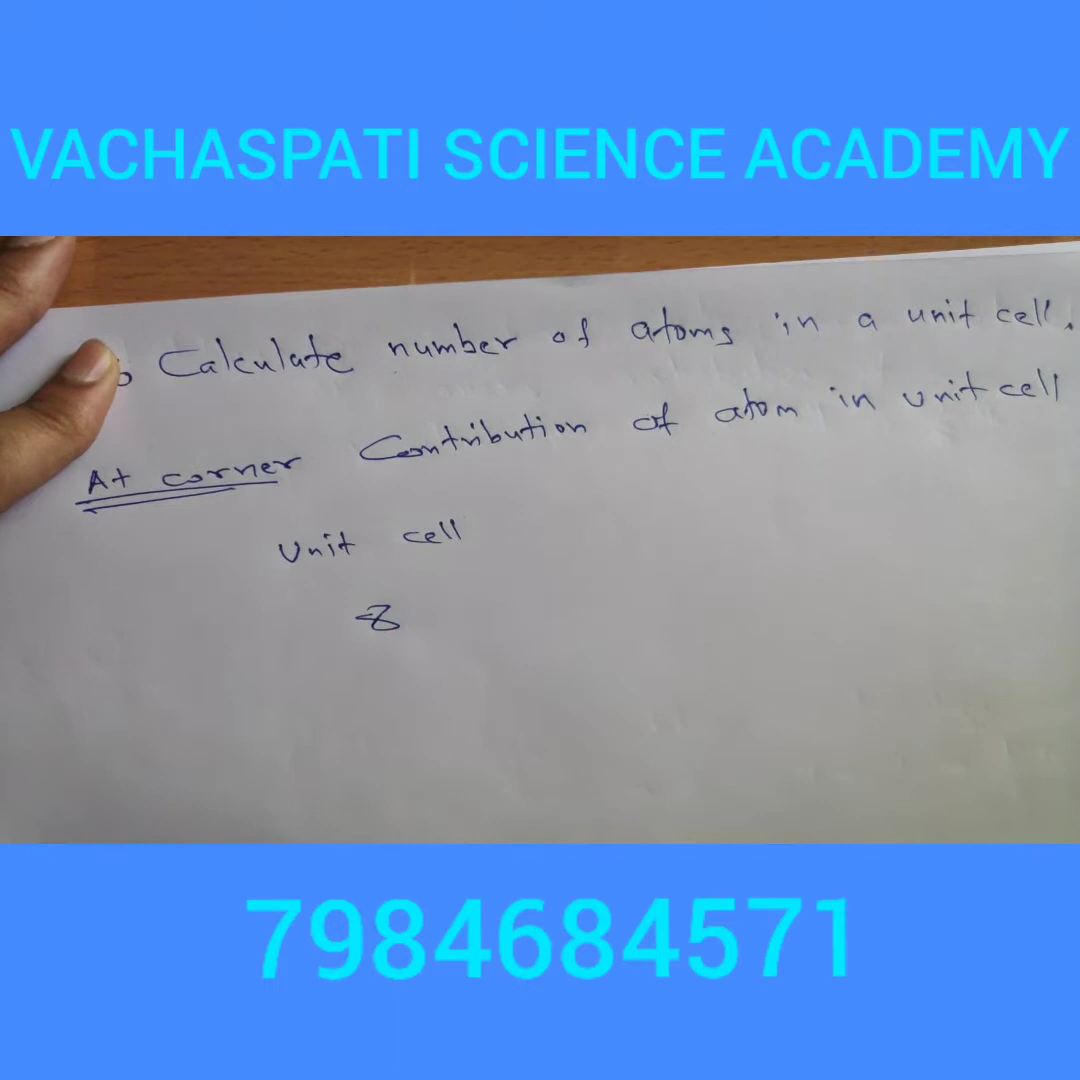 VACHASPATI SCIENCE ACADEMY
Calculate number of atoms in a unit cell.
At corner Contribution of atom in unit cell
Unit cell
8
7984684571